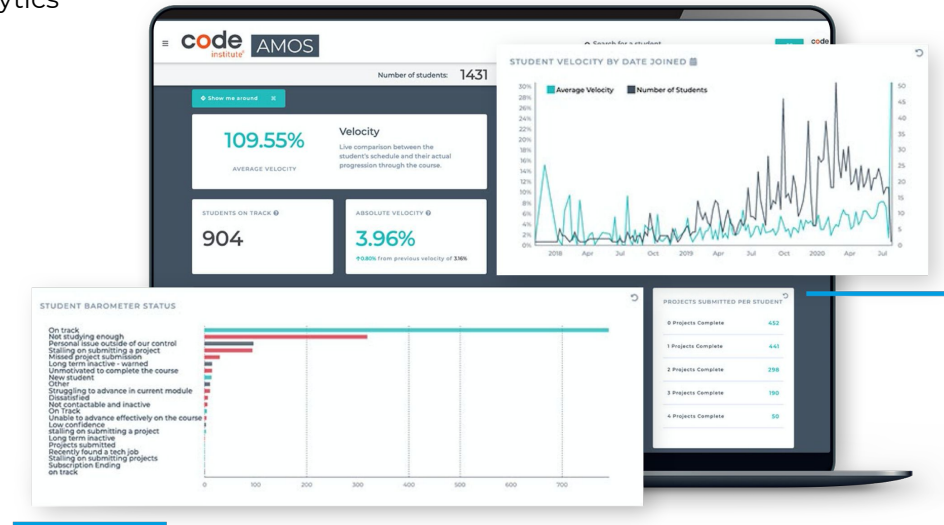 ytics
code
institute
AMOS
Search for a student
code
Number of students: 1431
Show me around
109.55%
AVERAGE VELOCITY
Velocity
Live comparison between the
student's schedule and their actual
progression through the course.
STUDENTS ON TRACK
904
ABSOLUTE VELOCITY
3.96%
0.80% from previous velocity of 3.16%
STUDENT VELOCITY BY DATE JOINED
Average Velocity Number of Students
30%
28%
26%
24%
22%
20%
18%
16%
14%
12%
10%
8%
6%
4%
2%
0%
50
45
40
35
30
25
20
15
10
5
0
2018 Apr Jul Oct 2019 Apr Jul Oct 2020 Apr Jul
STUDENT BAROMETER STATUS
On track
Not studying enough
Personal issue outside of our control
Stalling on submitting a project
Missed project submission
Long term inactive - warned
Unmotivated to complete the course
New student
Other
Struggling to advance in current module
Dissatisfied
Not contactable and inactive
On Track
Unable to advance effectively on the course
Low confidence
stalling on submitting a project
Long term inactive
Projects submitted
Recently found a tech job
Stalling on submitting projects
Subscription Ending
on track
0 100 200 300 400 500 600 700
PROJECTS SUBMITTED PER STUDENT
0 Projects Complete 452
1 Projects Complete 441
2 Projects Complete 298
3 Projects Complete 190
4 Projects Complete 50